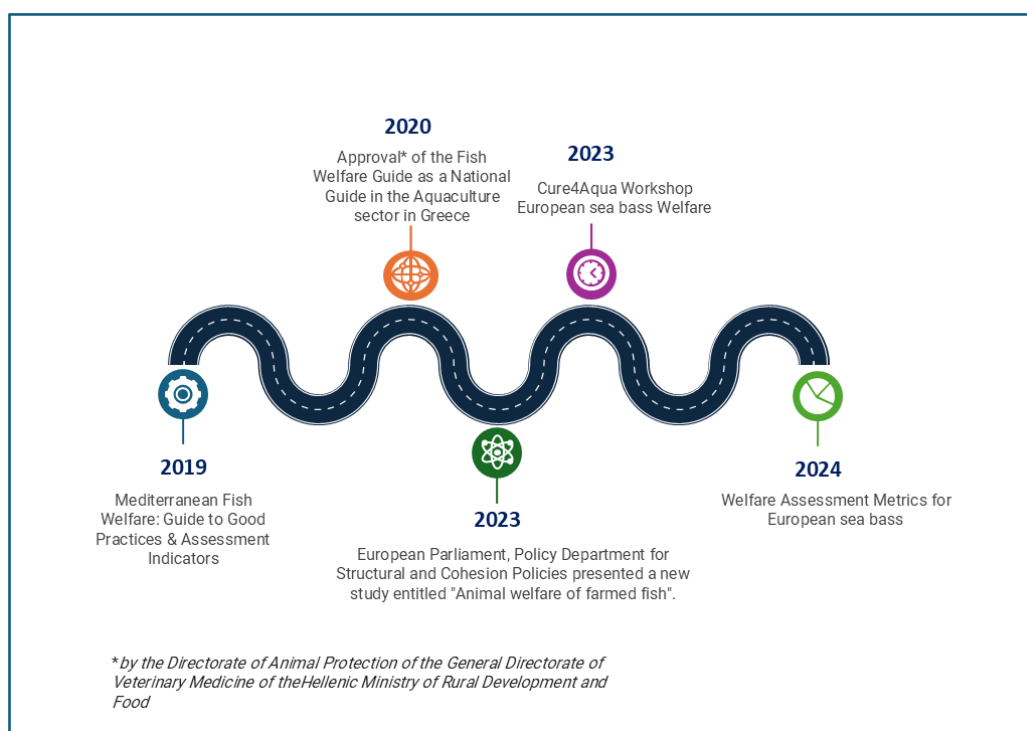 2019
Mediterranean Fish
Welfare: Guide to Good
Practices & Assessment
Indicators
2020
Approval* of the Fish
Welfare Guide as a National
Guide in the Aquaculture
sector in Greece
2023
European Parliament, Policy Department for
Structural and Cohesion Policies presented a new
study entitled "Animal welfare of farmed fish".
2023
Cure4Aqua Workshop
European sea bass Welfare
2024
Welfare Assessment Metrics for
European sea bass
*by the Directorate of Animal Protection of the General Directorate of
Veterinary Medicine of theHellenic Ministry of Rural Development and
Food